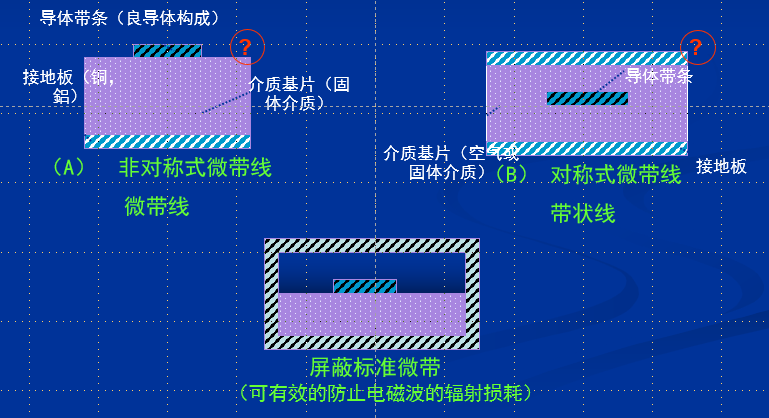 导体带条（良导体构成）
?
?
接地板（铜，
鋁）
介质基片（固
体介质）
导体带条
介质基片（空气或
固体介质）
接地板
（A） 非对称式微带线
微带线
（B） 对称式微带线
带状线
屏蔽标准微带
（可有效的防止电磁波的辐射损耗）